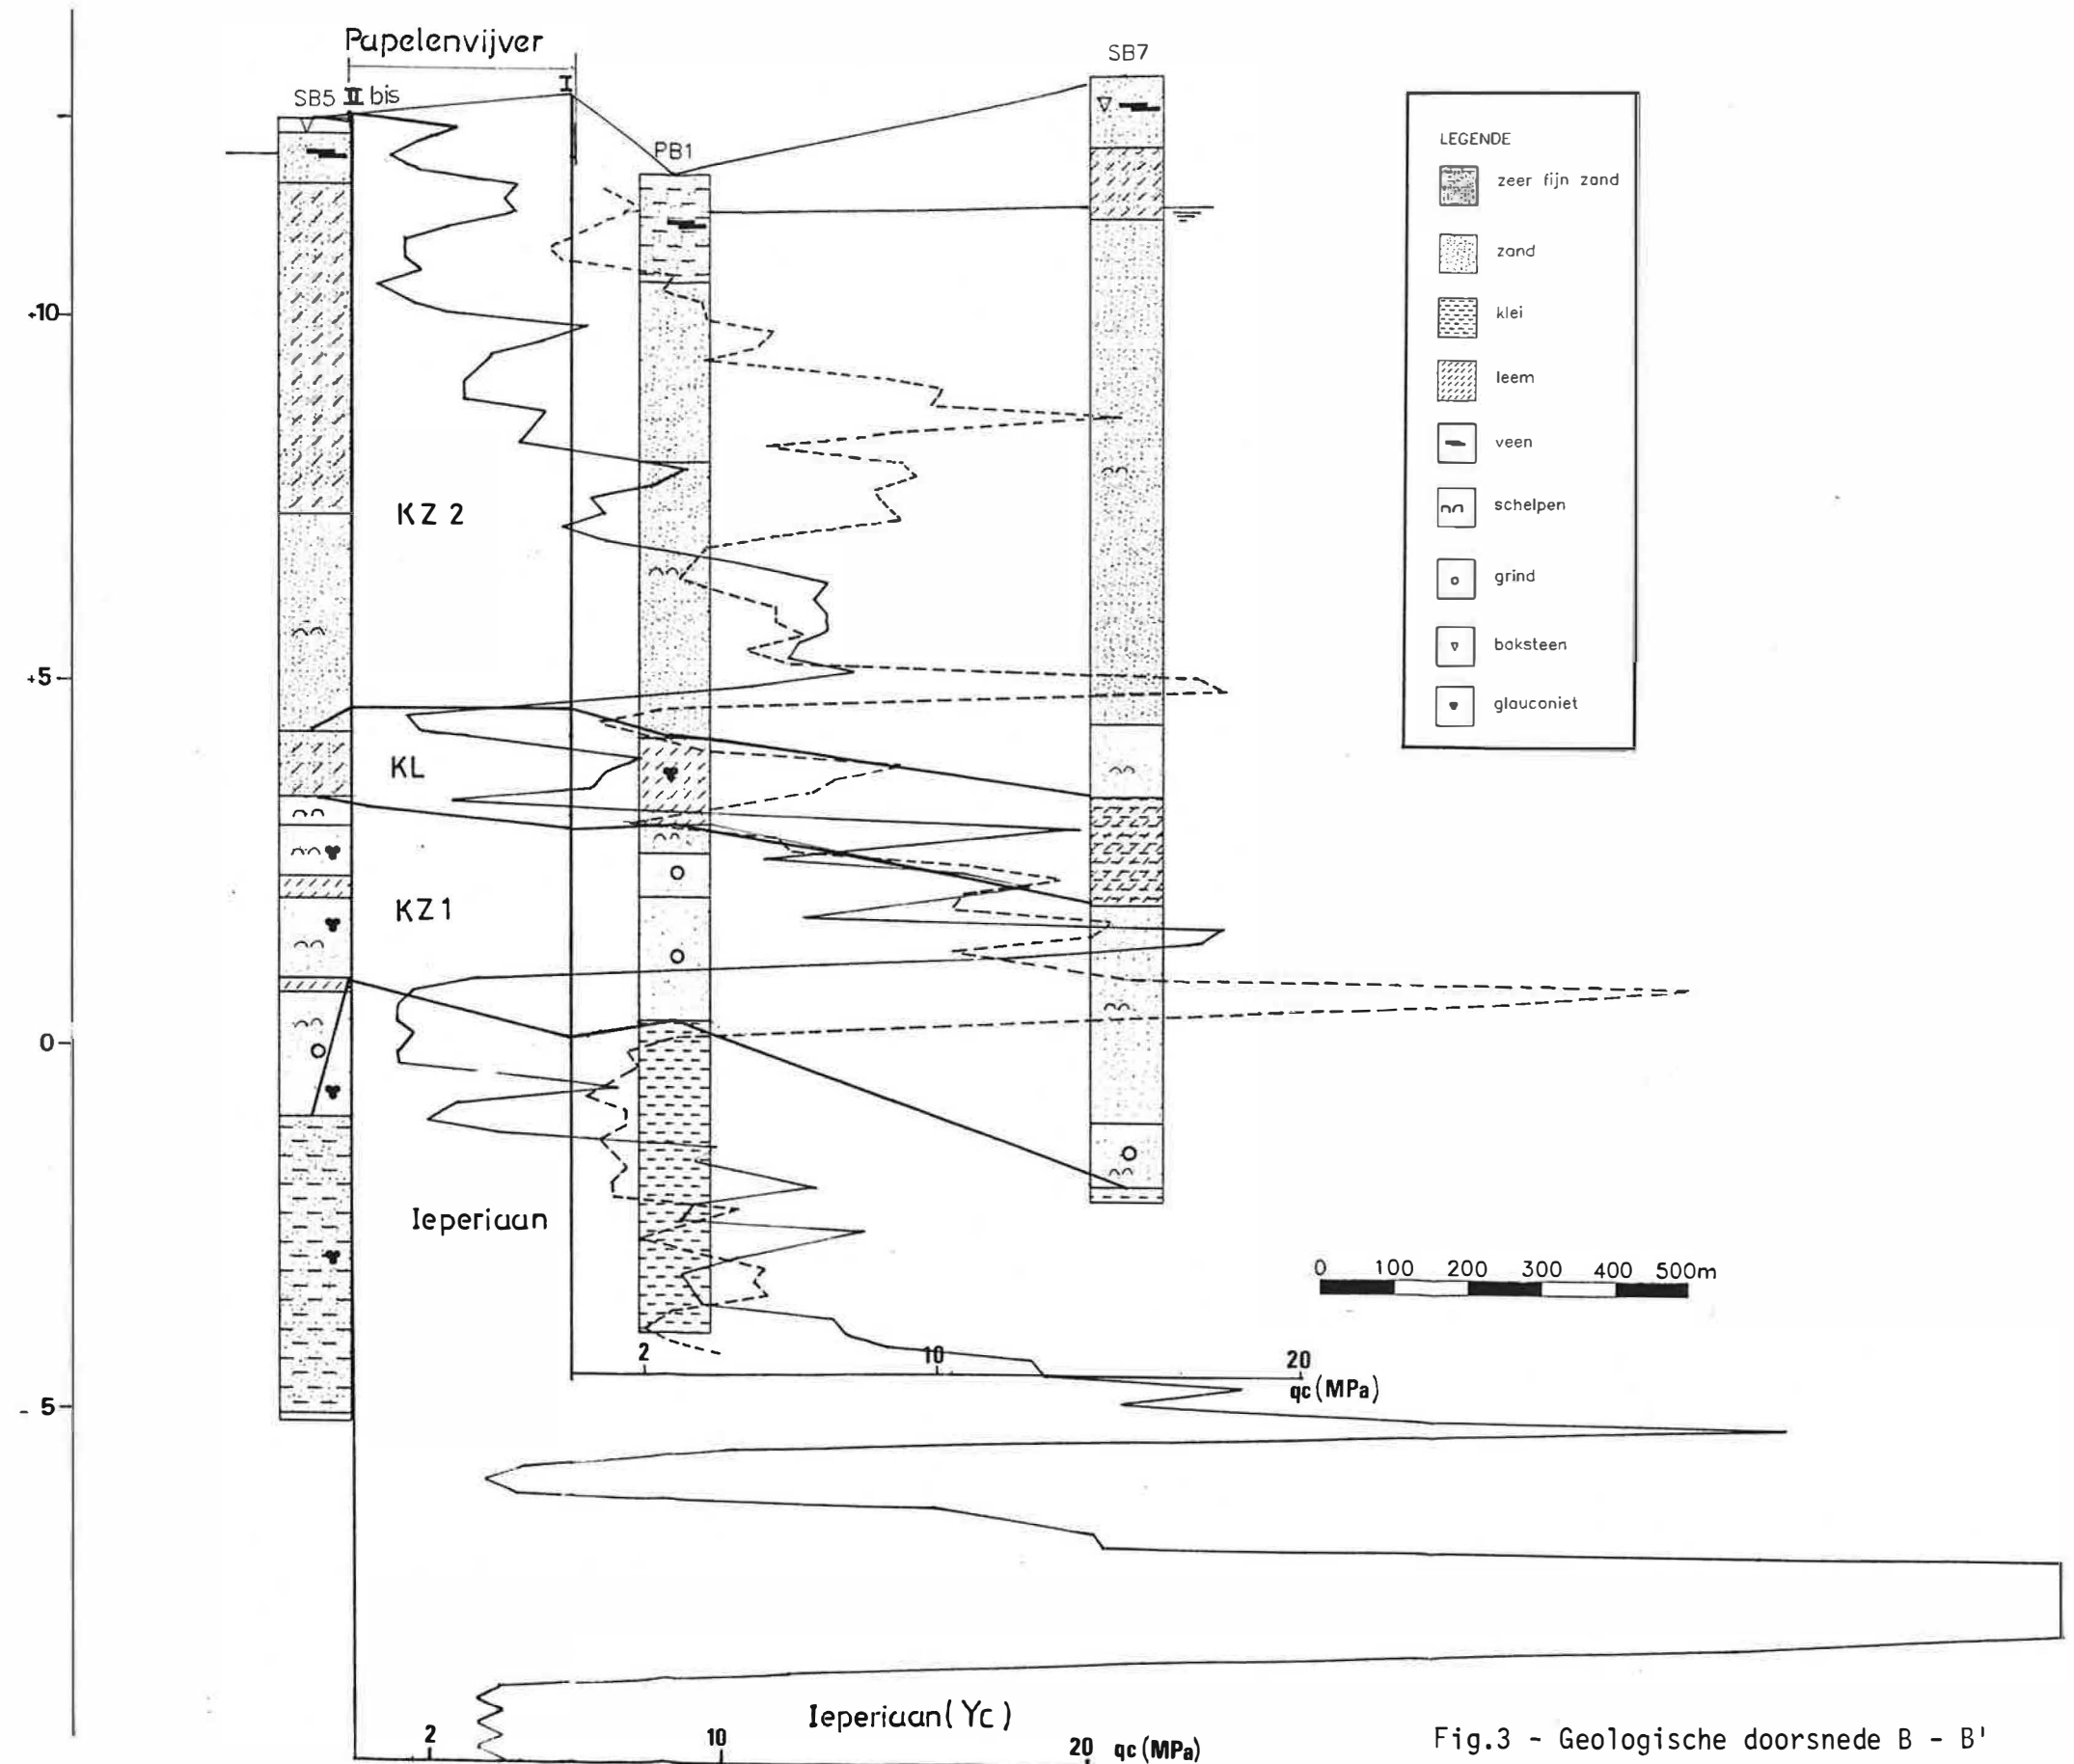 Papelenvijver
SB5 II bis
I
PB1
SB7
+10
+5
0
- 5
KZ 2
KL
KZ1
Ieperiaan
LEGENDE
zeer fijn zand
zand
klei
leem
veen
schelpen
grind
baksteen
glauconiet
0 100 200 300 400 500m
2 10 20
qc (MPa)
Ieperiaan (Yc)
2 10 20 qc (MPa)
Fig.3 - Geologische doorsnede B - B'